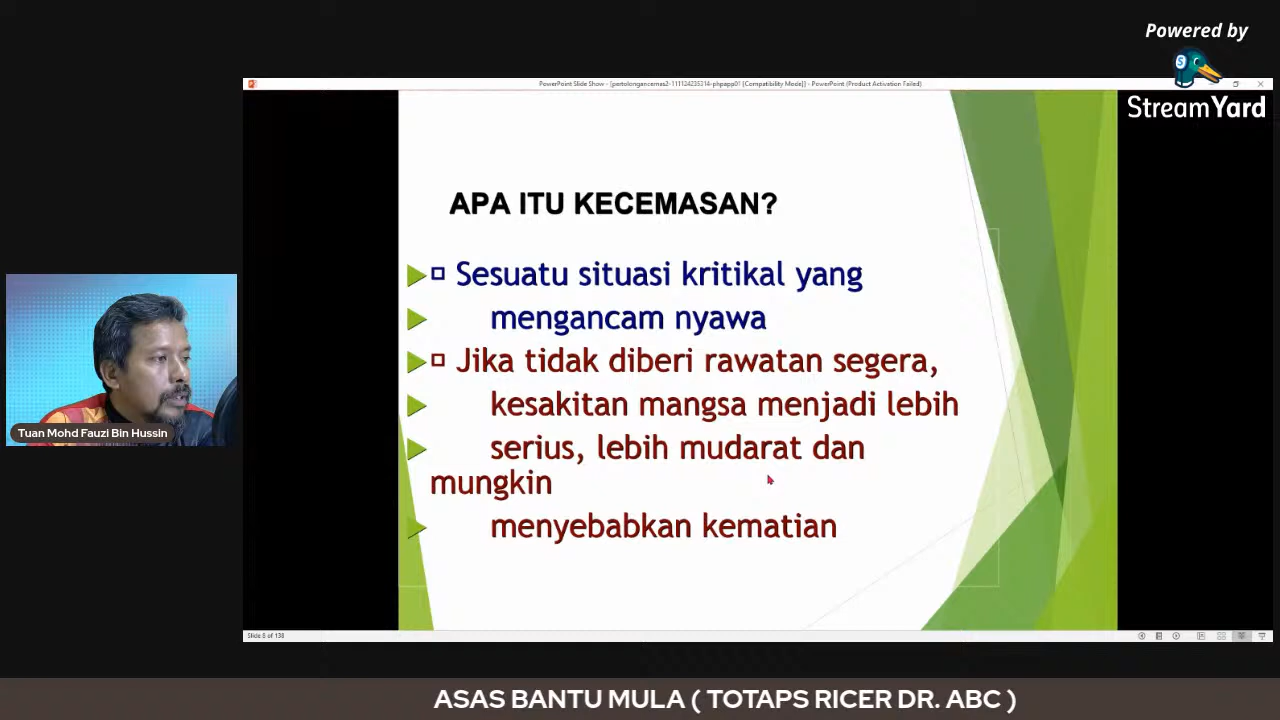 Powered by
StreamYard
PowerPoint Slide Show - [pertolongancemas2-111124235314-phpapp01 [Compatibility Mode]] - PowerPoint (Product Activation Failed)
APA ITU KECEMASAN?
Sesuatu situasi kritikal yang
mengancam nyawa
Jika tidak diberi rawatan segera,
kesakitan mangsa menjadi lebih
serius, lebih mudarat dan
mungkin
menyebabkan kematian
Tuan Mohd Fauzi Bin Hussin
Slide 8 of 138
ASAS BANTU MULA ( TOTAPS RICER DR. ABC )